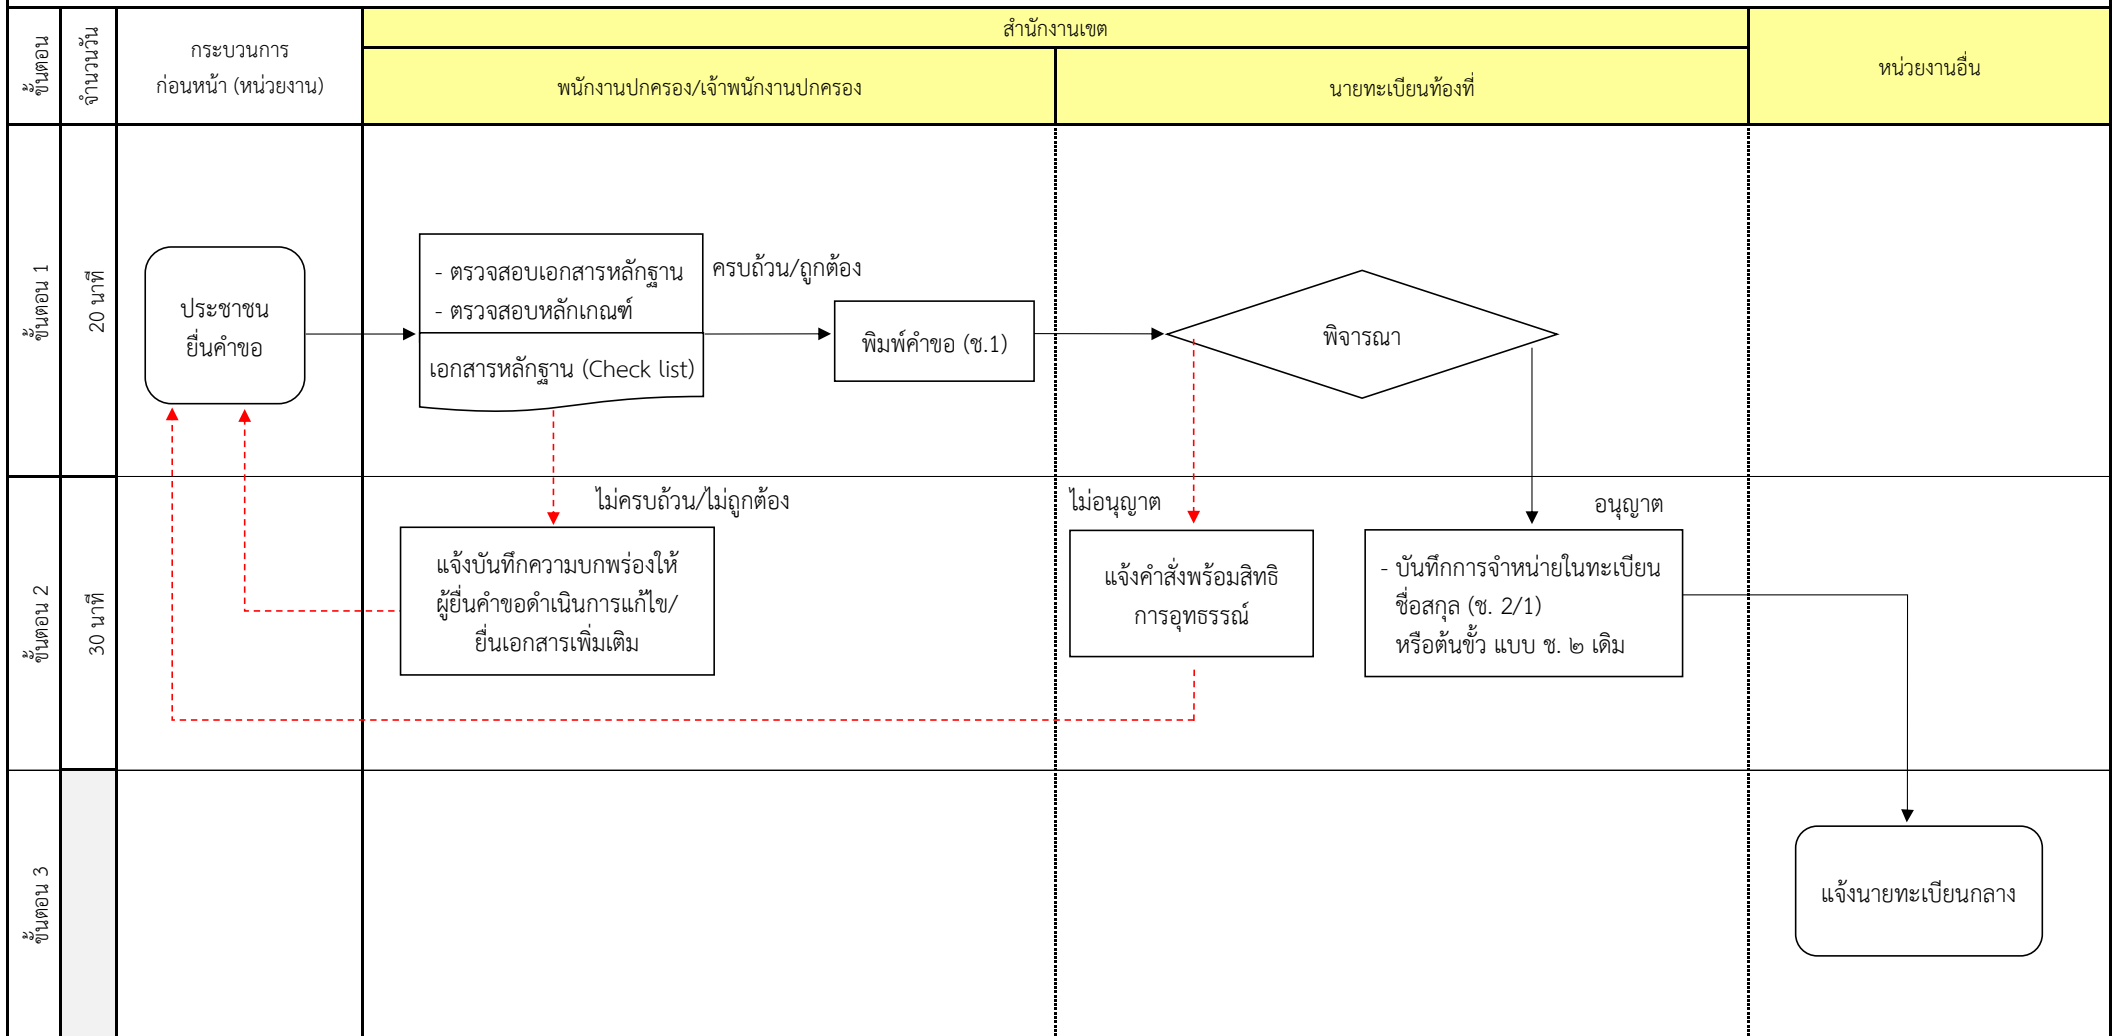 ขั้นตอน
จำนวนวัน
กระบวนการ
ก่อนหน้า (หน่วยงาน)
สำนักงานเขต
พนักงานปกครอง/เจ้าพนักงานปกครอง
นายทะเบียนท้องที่
หน่วยงานอื่น
ขั้นตอน 1
20 นาที
ประชาชน
ยื่นคำขอ
- ตรวจสอบเอกสารหลักฐาน
- ตรวจสอบหลักเกณฑ์
เอกสารหลักฐาน (Check list)
ครบถ้วน/ถูกต้อง
พิมพ์คำขอ (ช.1)
พิจารณา
ขั้นตอน 2
30 นาที
ไม่ครบถ้วน/ไม่ถูกต้อง
แจ้งบันทึกความบกพร่องให้
ผู้ยื่นคำขอดำเนินการแก้ไข/
ยื่นเอกสารเพิ่มเติม
ไม่อนุญาต
แจ้งคำสั่งพร้อมสิทธิ
การอุทธรรณ์
อนุญาต
- บันทึกการจำหน่ายในทะเบียน
ชื่อสกุล (ช. 2/1)
หรือต้นขั้ว แบบ ช. ๒ เดิม
ขั้นตอน 3
แจ้งนายทะเบียนกลาง